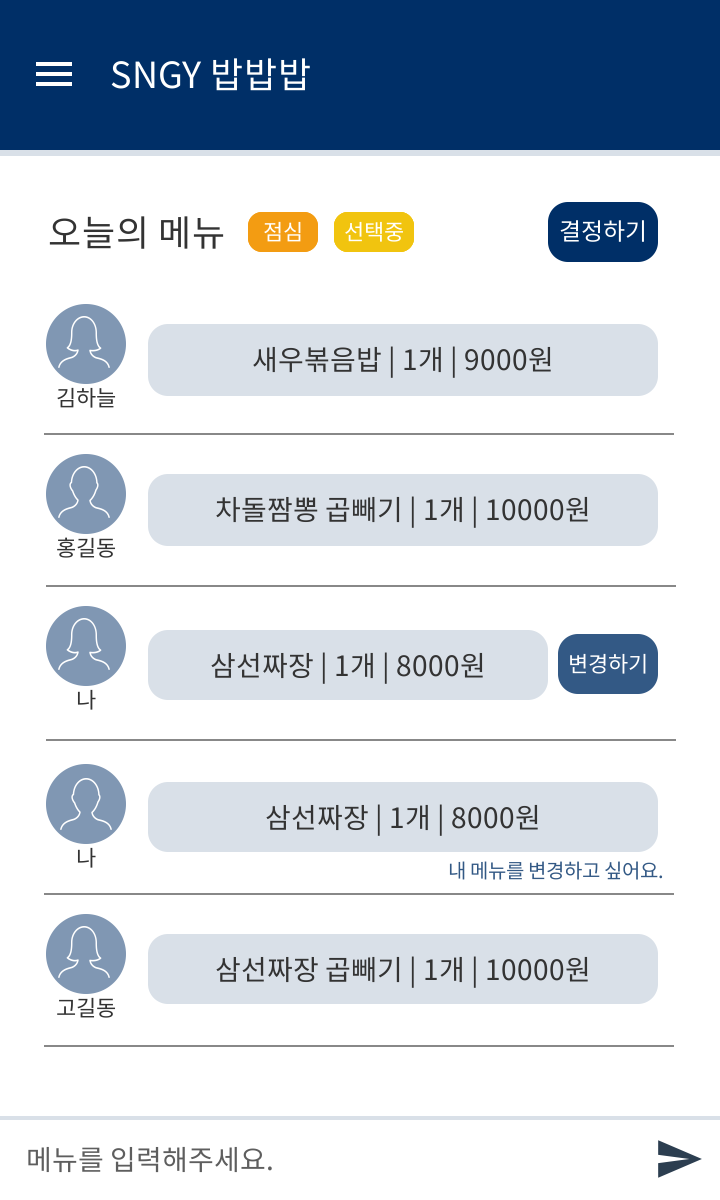 SNGY 밥밥밥
오늘의 메뉴 점심 선택중 결정하기
새우볶음밥 | 1개 | 9000원
김하늘
차돌짬뽕 곱빼기 | 1개 | 10000원
홍길동
삼선짜장 | 1개 | 8000원 변경하기
나
삼선짜장 | 1개 | 8000원
나
내 메뉴를 변경하고 싶어요.
삼선짜장 곱빼기 | 1개 | 10000원
고길동
메뉴를 입력해주세요.